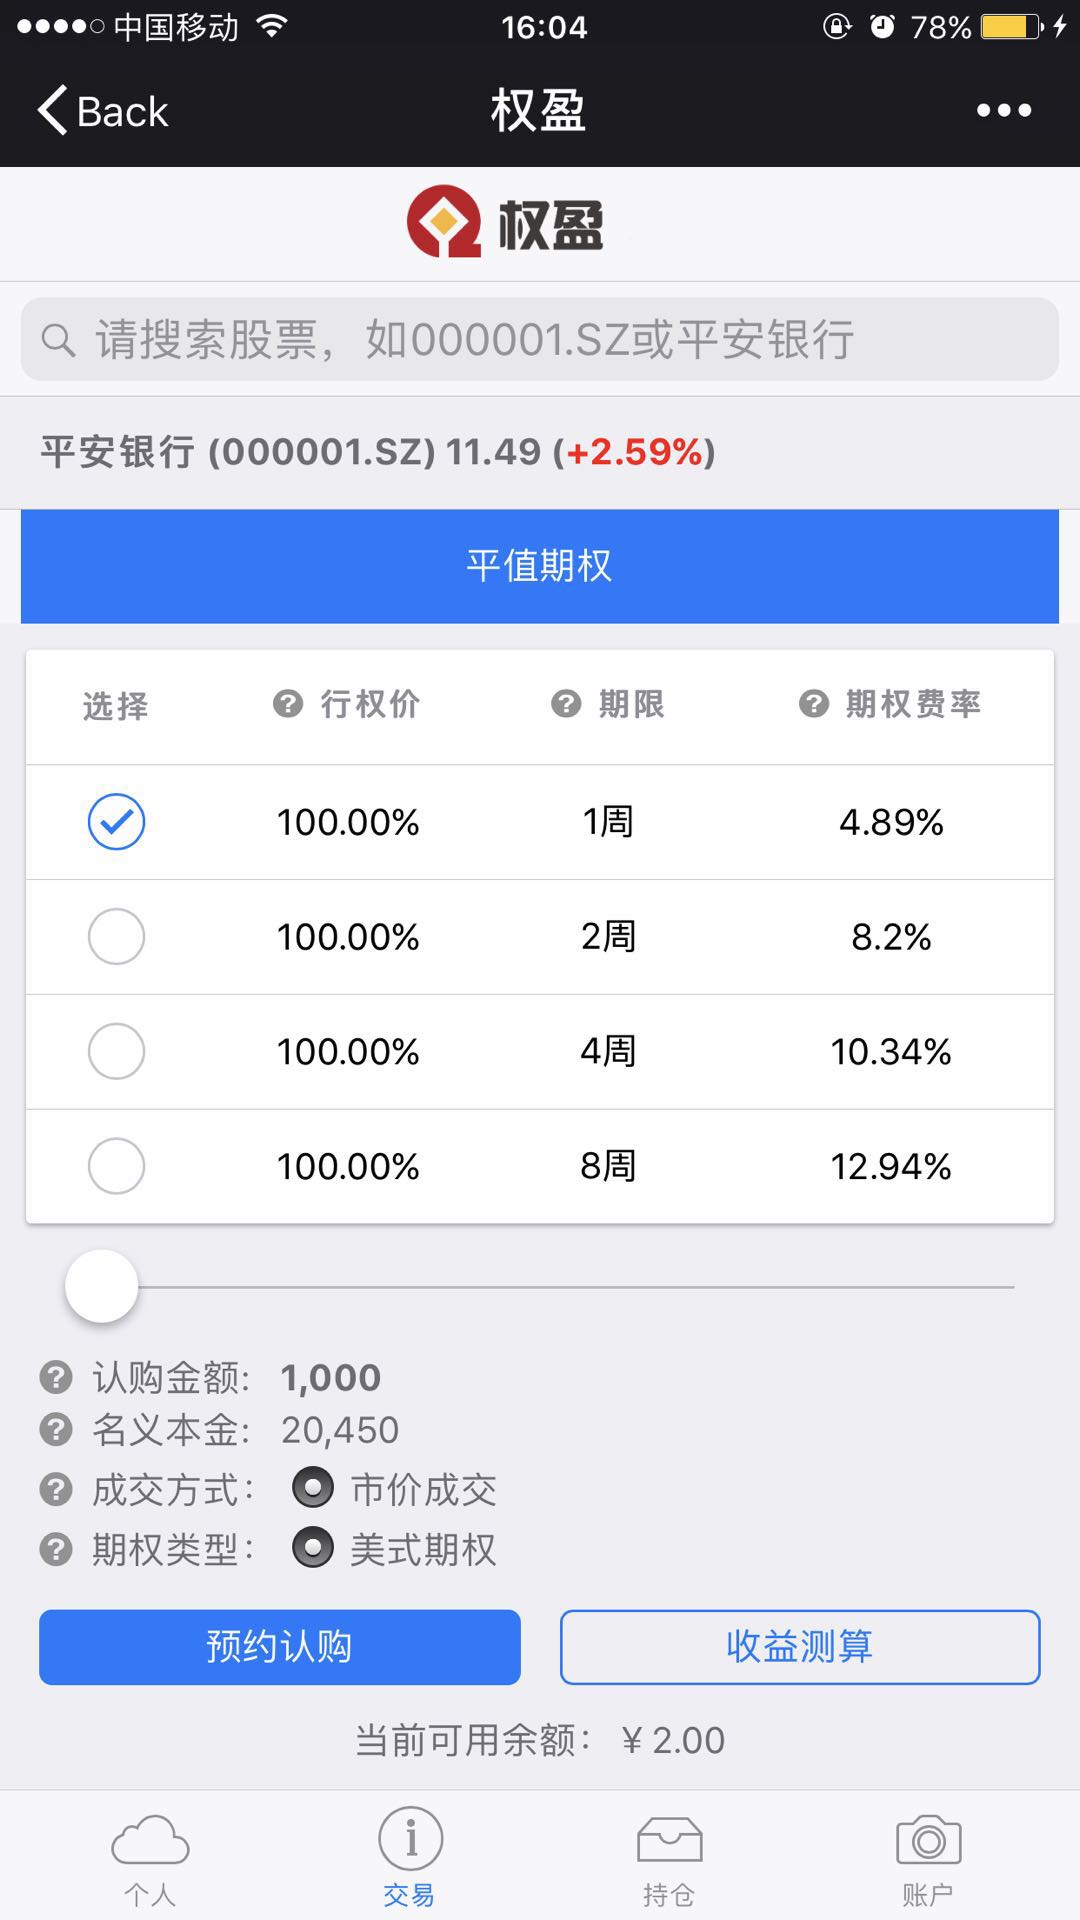 中国移动 16:04 78%
Back 权盈
权盈
请搜索股票，如000001.SZ或平安银行
平安银行 (000001.SZ) 11.49 (+2.59%)
平值期权
选择 ? 行权价 ? 期限 ? 期权费率
100.00% 1周 4.89%
100.00% 2周 8.2%
100.00% 4周 10.34%
100.00% 8周 12.94%
? 认购金额: 1,000
? 名义本金: 20,450
? 成交方式: 市价成交
? 期权类型: 美式期权
预约认购 收益测算
当前可用余额: ¥ 2.00
个人 交易 持仓 账户